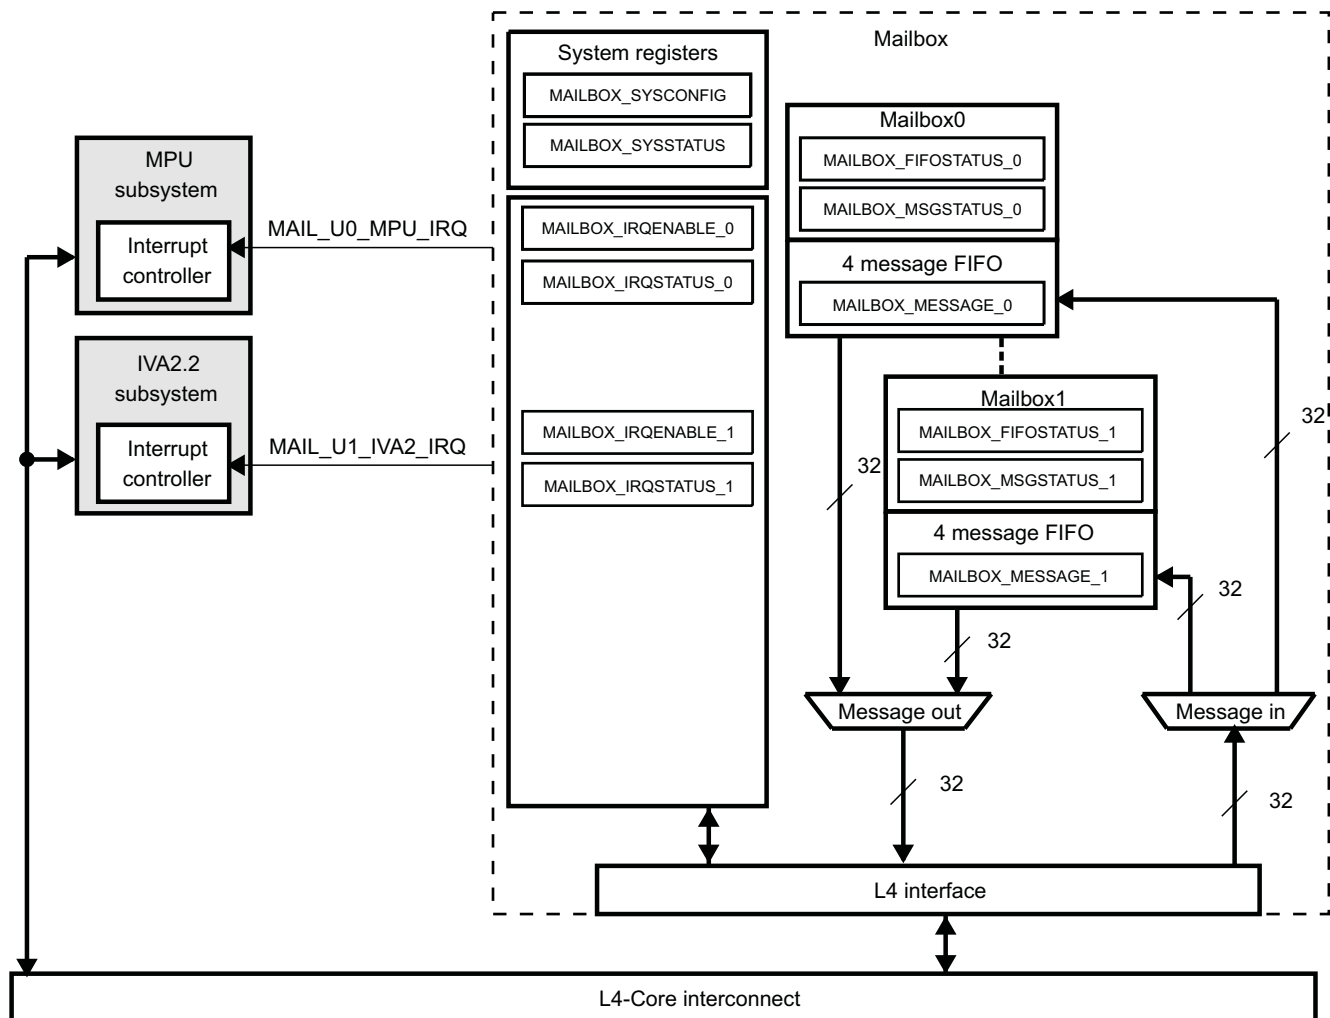 Mailbox
System registers
MAILBOX_SYSCONFIG
MAILBOX_SYSSTATUS
MAILBOX_IRQENABLE_0
MAILBOX_IRQSTATUS_0
MAILBOX_IRQENABLE_1
MAILBOX_IRQSTATUS_1
MPU
subsystem
Interrupt
controller
MAIL_U0_MPU_IRQ
IVA2.2
subsystem
Interrupt
controller
MAIL_U1_IVA2_IRQ
Mailbox0
MAILBOX_FIFOSTATUS_0
MAILBOX_MSGSTATUS_0
4 message FIFO
MAILBOX_MESSAGE_0
Mailbox1
MAILBOX_FIFOSTATUS_1
MAILBOX_MSGSTATUS_1
4 message FIFO
MAILBOX_MESSAGE_1
32
32
32
32
Message out
Message in
32
32
L4 interface
L4-Core interconnect